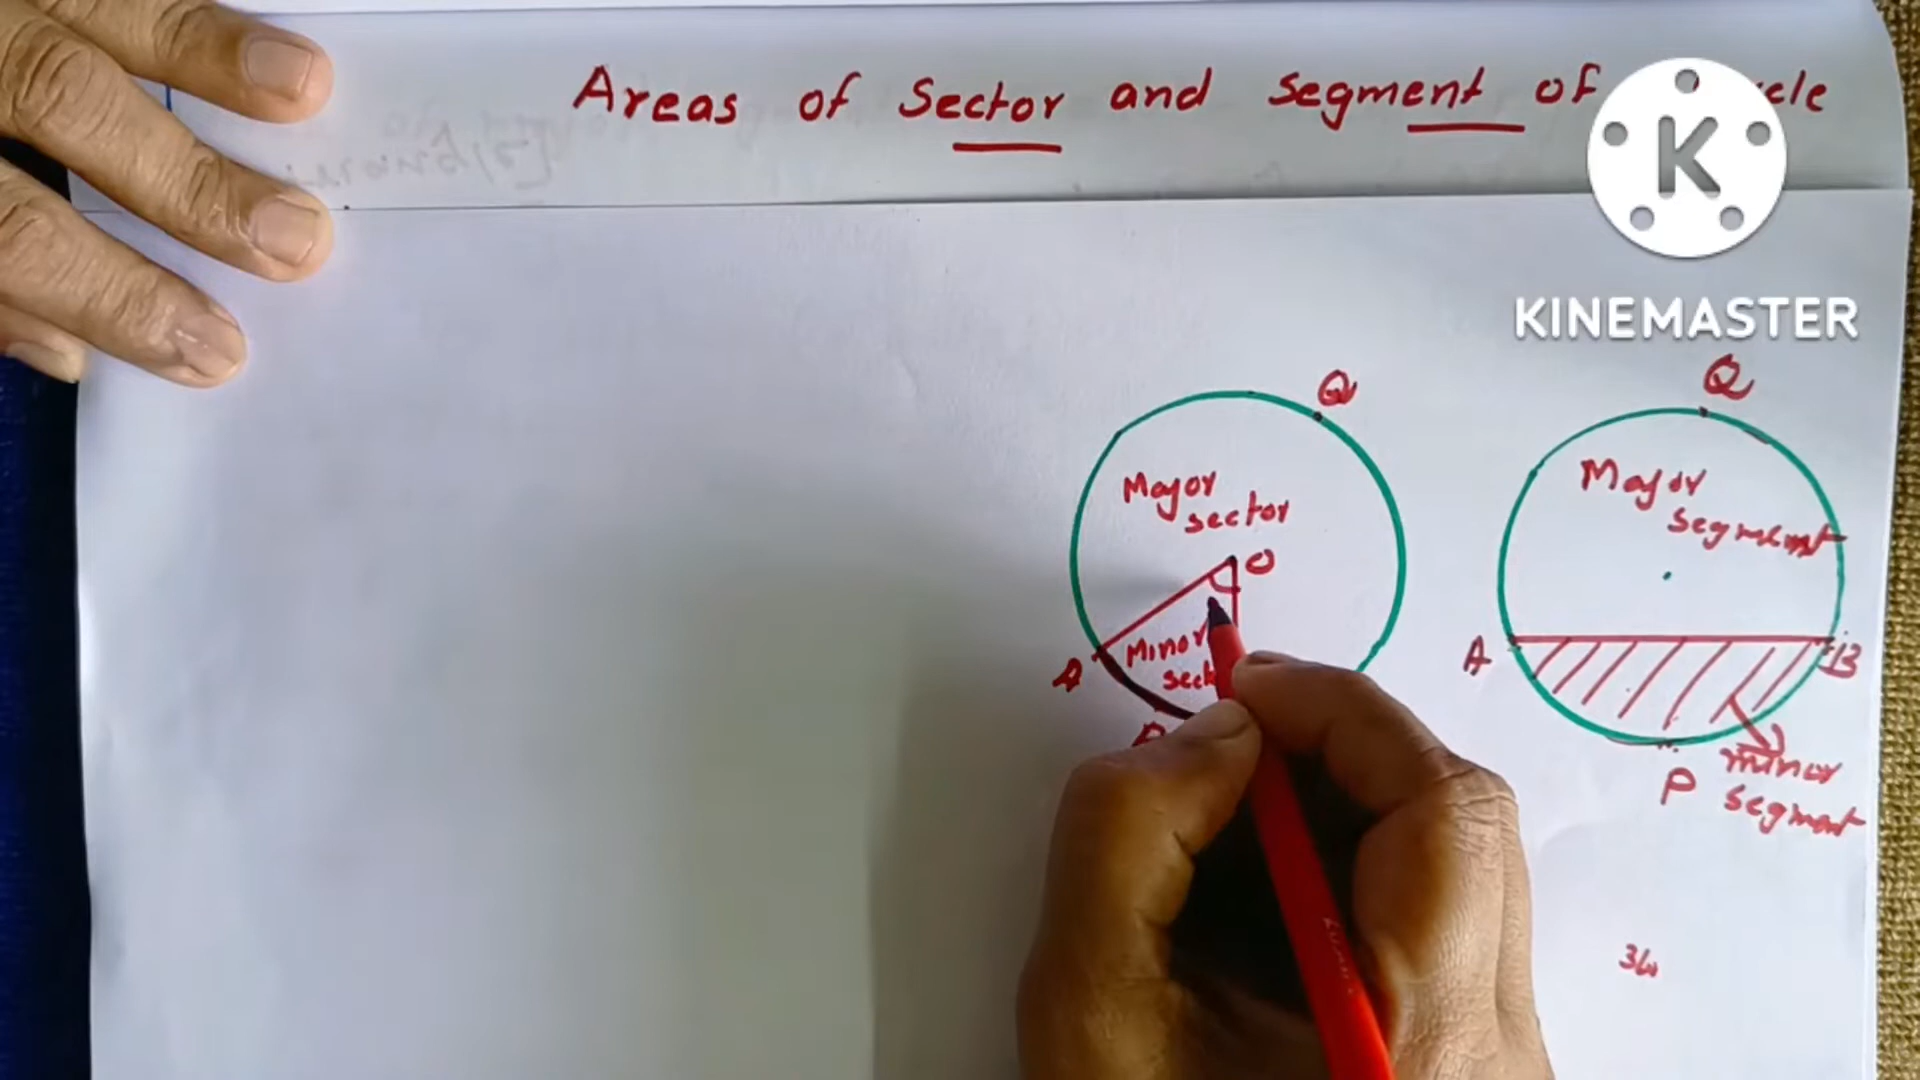 Areas of Sector and Segment of
K
KINEMASTER
Q
Major
sector
O
Minor
A
Q
Major
segment
A
B
P
minor
segment